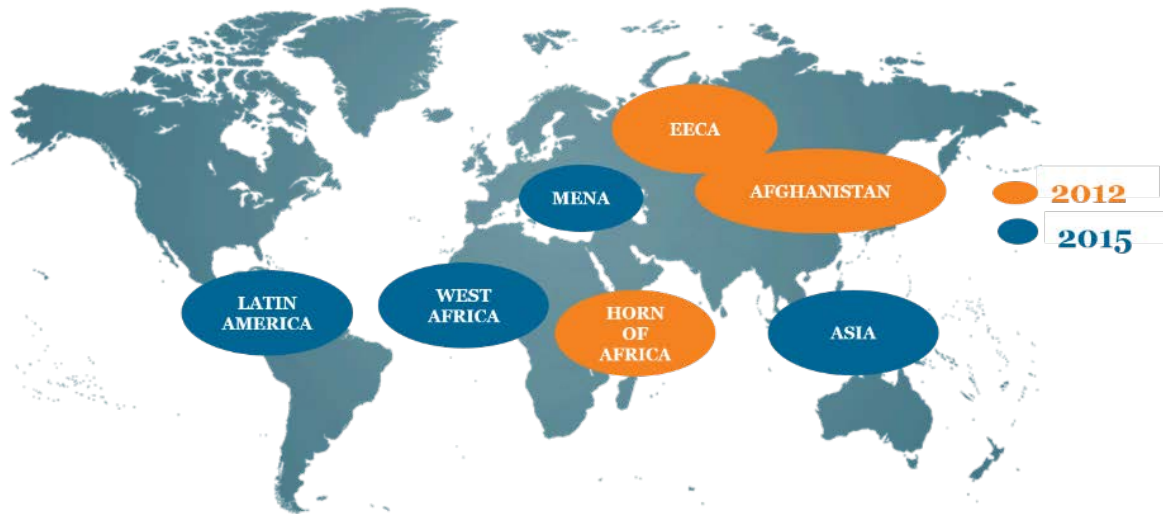 EECA
AFGHANISTAN
MENA
2012
2015
LATIN
AMERICA
WEST
AFRICA
HORN
OF
AFRICA
ASIA